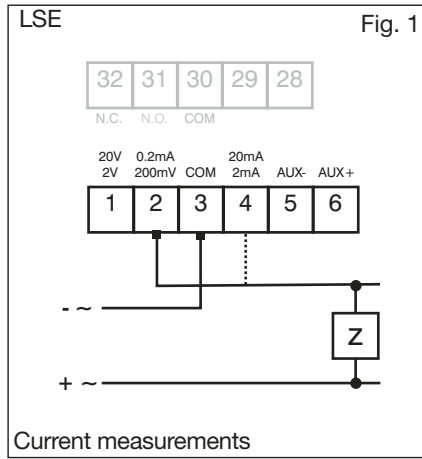 LSE Fig. 1
32 31 30 29 28
N.C. N.O. COM
20V 0.2mA 20mA
2V 200mV COM 2mA AUX- AUX+
1 2 3 4 5 6
- ~
Z
+ ~
Current measurements